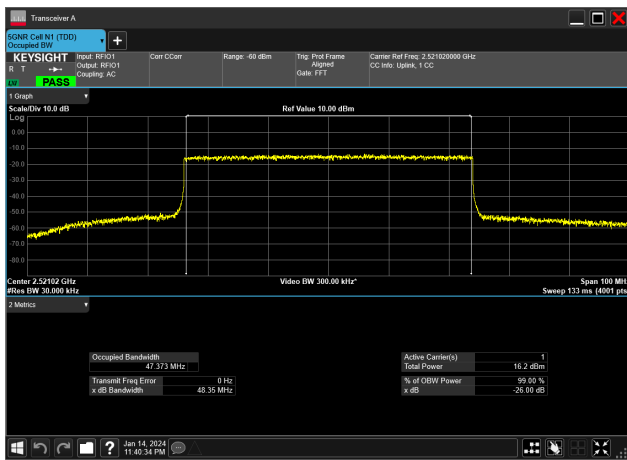 Transceiver A
5GNR Cell N1 (TDD)
Occupied BW
KEYSIGHT Input: RFIO1 Corr CCorr Range: -60 dBm Trig: Prot Frame Carrier Ref Freq: 2.521020000 GHz
R T Output: RFIO1 Aligned CC Info: Uplink, 1 CC
Coupling: AC Gate: FFT
LXI PASS
1 Graph
Scale/Div 10.0 dB Ref Value 10.00 dBm
Log
0.00
-10.0
-20.0
-30.0
-40.0
-50.0
-60.0
-70.0
-80.0
Center 2.52102 GHz Video BW 300.00 kHz* Span 100 MH
#Res BW 30.000 kHz Sweep 133 ms (4001 pts
2 Metrics
Occupied Bandwidth Active Carrier(s) 1
47.373 MHz Total Power 16.2 dBm
Transmit Freq Error 0 Hz % of OBW Power 99.00 %
x dB Bandwidth 48.35 MHz x dB -26.00 dB
? Jan 14, 2024
11:40:34 PM